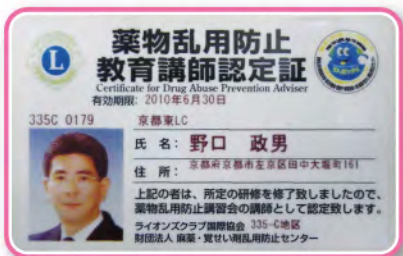 薬物乱用防止
教育講師認定証
Certificate for Drug Abuse Prevention Adviser
有効期限: 2010年6月30日
335C 0179 京都東LC
氏 名: 野口 政男
住 所: 京都府京都市左京区田中大堰町161
上記の者は、所定の研修を修了致しましたので、
薬物乱用防止講習会の講師として認定致します。
ライオンズクラブ国際協会 335-C地区
財団法人 麻薬・覚せい剤乱用防止センター
L